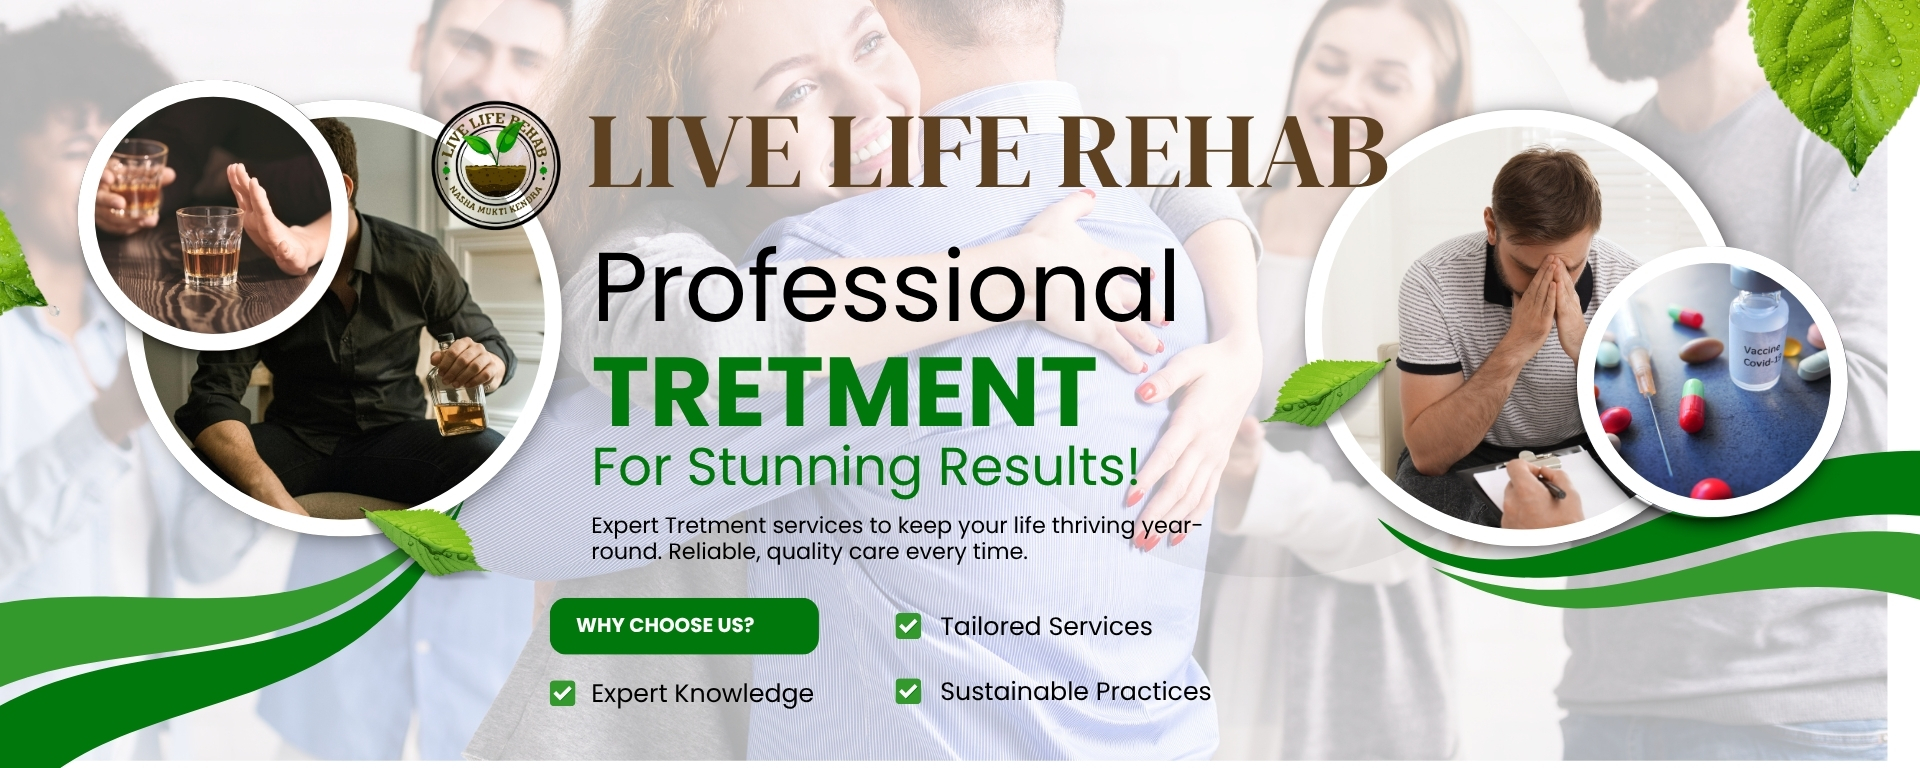 LIVE LIFE REHAB
NASHA MUKTI KENDRA
LIVE LIFE REHAB
Professional
TRETMENT
For Stunning Results!
Expert Tretment services to keep your life thriving year-
round. Reliable, quality care every time.
WHY CHOOSE US?
Tailored Services
Expert Knowledge
Sustainable Practices
Vaccine
Covid-19